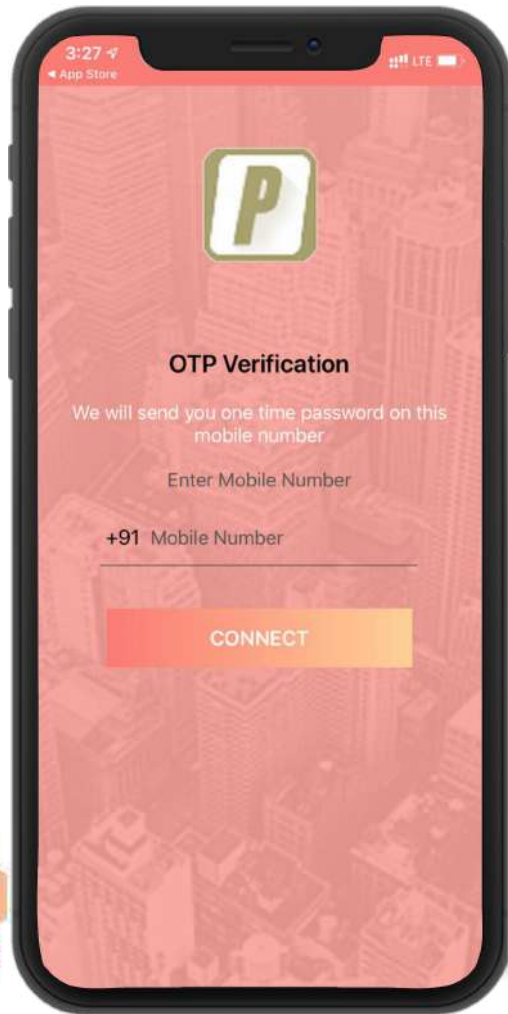 3:27
◀ App Store
LTE
P
OTP Verification
We will send you one time password on this
mobile number
Enter Mobile Number
+91 Mobile Number
CONNECT